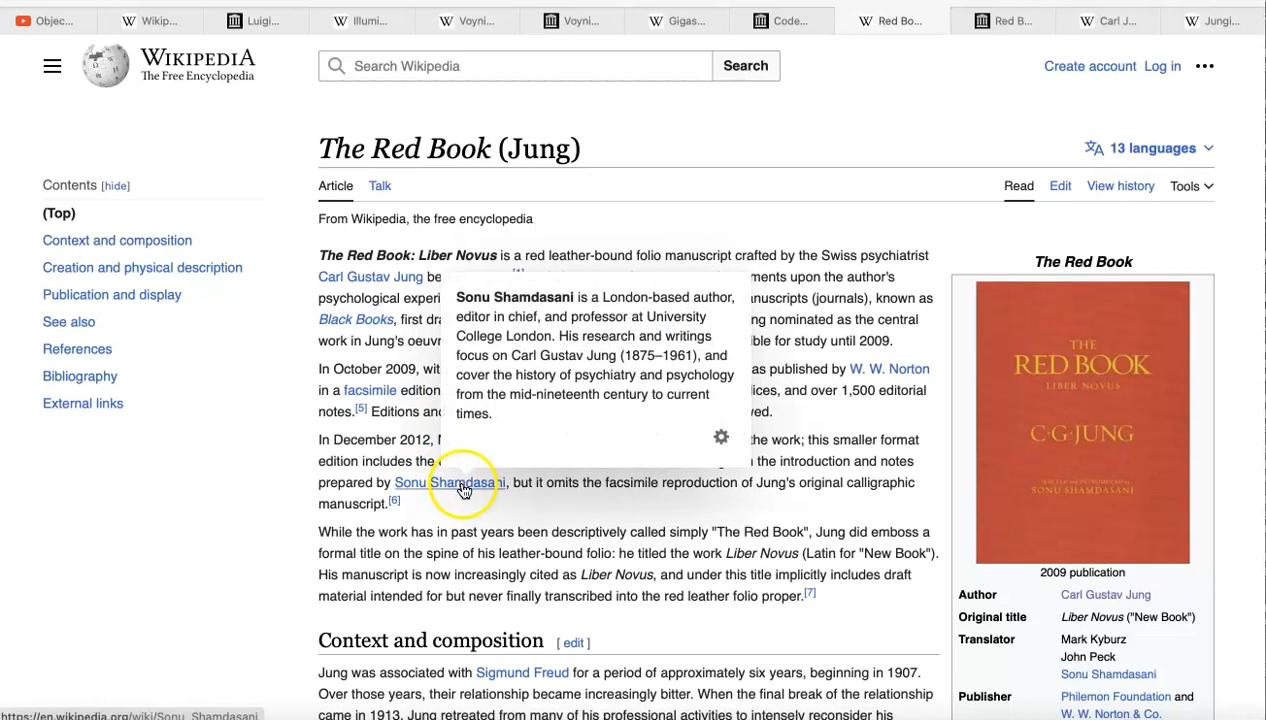 Objec...
Wikip...
Luigi...
Illumi...
Voyni...
Voyni...
Gigas...
Code...
Red Bo...
Red B...
Carl J...
Jungi...
WIKIPEDIA
The Free Encyclopedia
Search Wikipedia
Search
Create account Log in
The Red Book (Jung)
13 languages
Article Talk
Read Edit View history Tools
From Wikipedia, the free encyclopedia
Contents [hide]
(Top)
Context and composition
Creation and physical description
Publication and display
See also
References
Bibliography
External links
The Red Book: Liber Novus is a red leather-bound folio manuscript crafted by the Swiss psychiatrist
Carl Gustav Jung be [1] ments upon the author's
psychological experi nuscripts (journals), known as
Black Books, first dra ng nominated as the central
work in Jung's oeuvr ble for study until 2009.
In October 2009, wit as published by W. W. Norton
in a facsimile edition dices, and over 1,500 editorial
notes.[5] Editions and wed.
In December 2012, N the work; this smaller format
edition includes the the introduction and notes
prepared by Sonu Shamdasani, but it omits the facsimile reproduction of Jung's original calligraphic
manuscript.[6]
Sonu Shamdasani is a London-based author,
editor in chief, and professor at University
College London. His research and writings
focus on Carl Gustav Jung (1875–1961), and
cover the history of psychiatry and psychology
from the mid-nineteenth century to current
times.
While the work has in past years been descriptively called simply "The Red Book", Jung did emboss a
formal title on the spine of his leather-bound folio: he titled the work Liber Novus (Latin for "New Book").
His manuscript is now increasingly cited as Liber Novus, and under this title implicitly includes draft
material intended for but never finally transcribed into the red leather folio proper.[7]
Context and composition [ edit ]
Jung was associated with Sigmund Freud for a period of approximately six years, beginning in 1907.
Over those years, their relationship became increasingly bitter. When the final break of the relationship
came in 1913, Jung retreated from many of his professional activities to intensely reconsider his
The Red Book
THE
RED BOOK
LIBER NOVUS
C·G·JUNG
EDITED AND INTRODUCED BY
SONU SHAMDASANI
2009 publication
Author Carl Gustav Jung
Original title Liber Novus ("New Book")
Translator Mark Kyburz
John Peck
Sonu Shamdasani
Publisher Philemon Foundation and
W. W. Norton & Co.
https://en.wikipedia.org/wiki/Sonu_Shamdasani